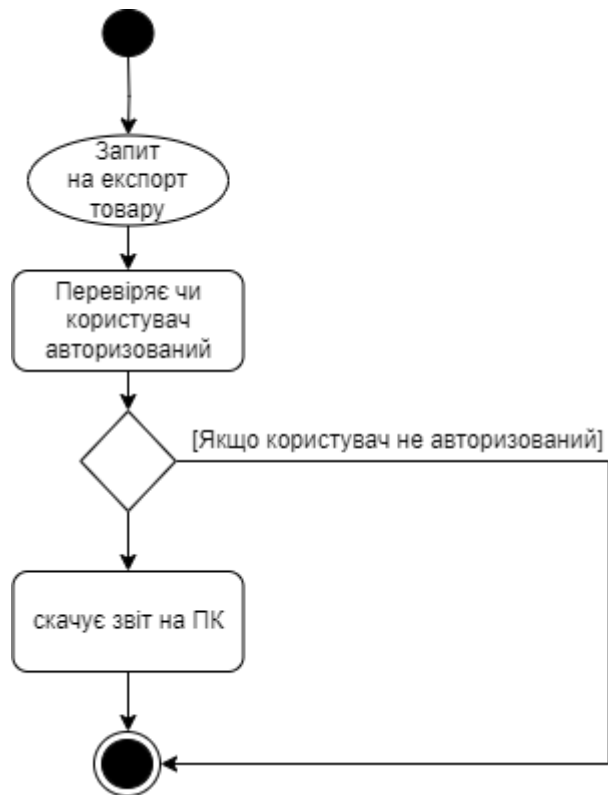 Запит
на експорт
товару
Перевіряє чи
користувач
авторизований
[Якщо користувач не авторизований]
скачує звіт на ПК